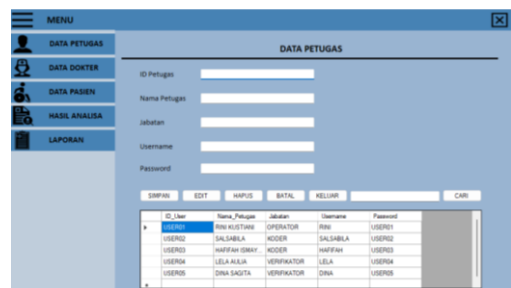 MENU
DATA PETUGAS
DATA DOKTER
DATA PASIEN
HASIL ANALISA
LAPORAN
DATA PETUGAS
ID Petugas
Nama Petugas
Jabatan
Username
Password
SIMPAN EDIT HAPUS BATAL KELUAR CARI
ID_User Nama_Petugas Jabatan Username Password
USER01 RINI KUSTIANI OPERATOR RINI USER01
USER02 SALSABILA KODER SALSABILA USER02
USER03 HAFIFAH ISMAY... KODER HAFIFAH USER03
USER04 LELA AULIA VERIFIKATOR LELA USER04
USER05 DINA SAGITA VERIFIKATOR DINA USER05